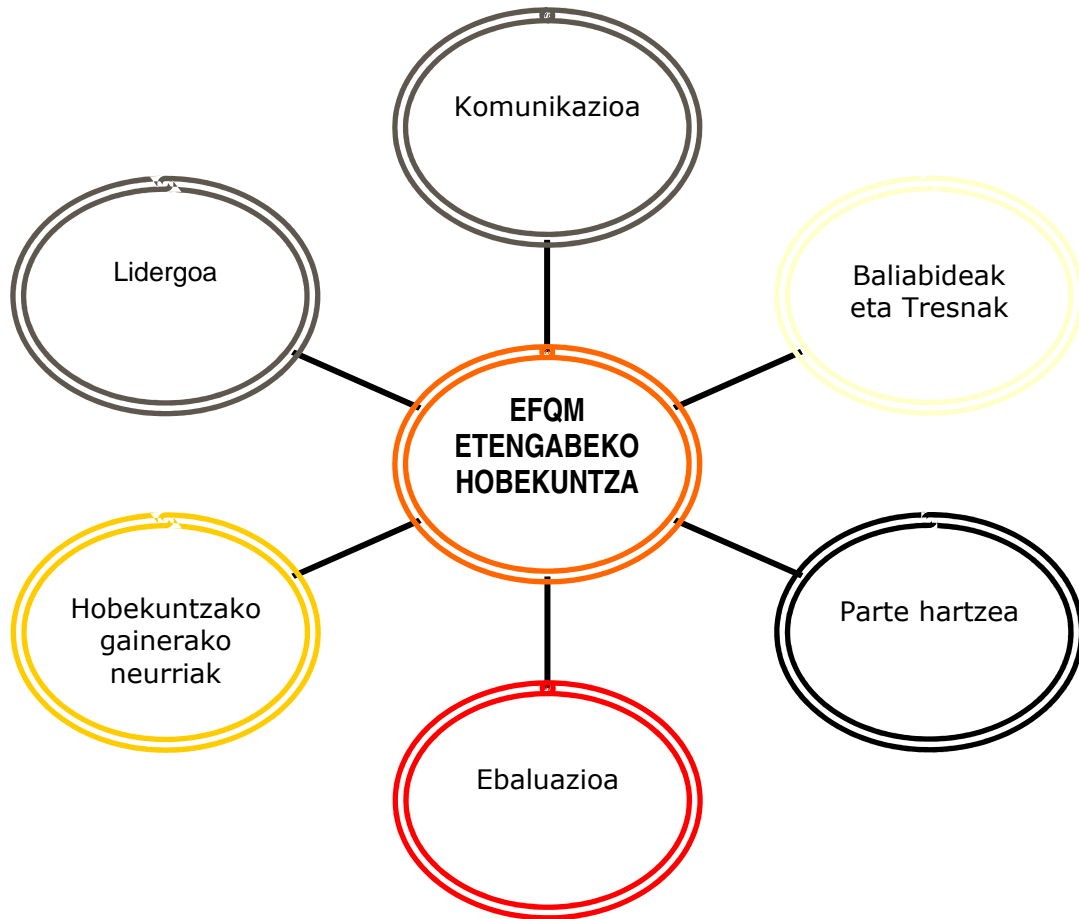 Komunikazioa
Lidergoa
Baliabideak
eta Tresnak
EFQM
ETENGABEKO
HOBEKUNTZA
Hobekuntzako
gainerako
neurriak
Parte hartzea
Ebaluazioa